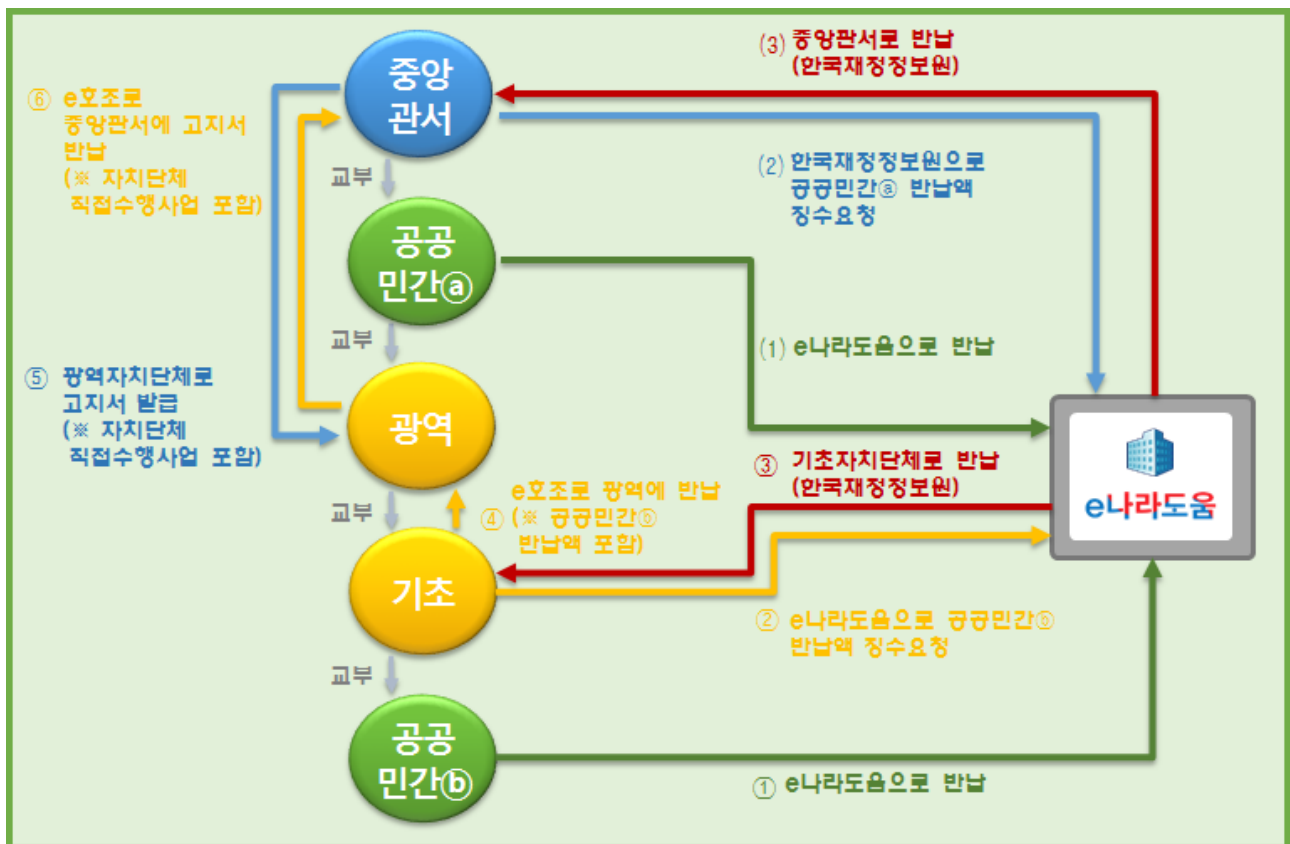 (3) 중앙관서로 반납
(한국재정정보원)
중앙
관서
⑥ e호조로
중앙관서에 고지서
반납
(※ 자치단체
직접수행사업 포함)
교부
(2) 한국재정정보원으로
공공민간ⓐ 반납액
징수요청
공공
민간ⓐ
교부
(1) e나라도움으로 반납
⑤ 광역자치단체로
고지서 발급
(※ 자치단체
직접수행사업 포함)
광역
③ 기초자치단체로 반납
(한국재정정보원)
e나라도움
교부
e호조로 광역에 반납
④ (※ 공공민간ⓑ
반납액 포함)
기초
② e나라도움으로 공공민간ⓑ
반납액 징수요청
교부
공공
민간ⓑ
① e나라도움으로 반납